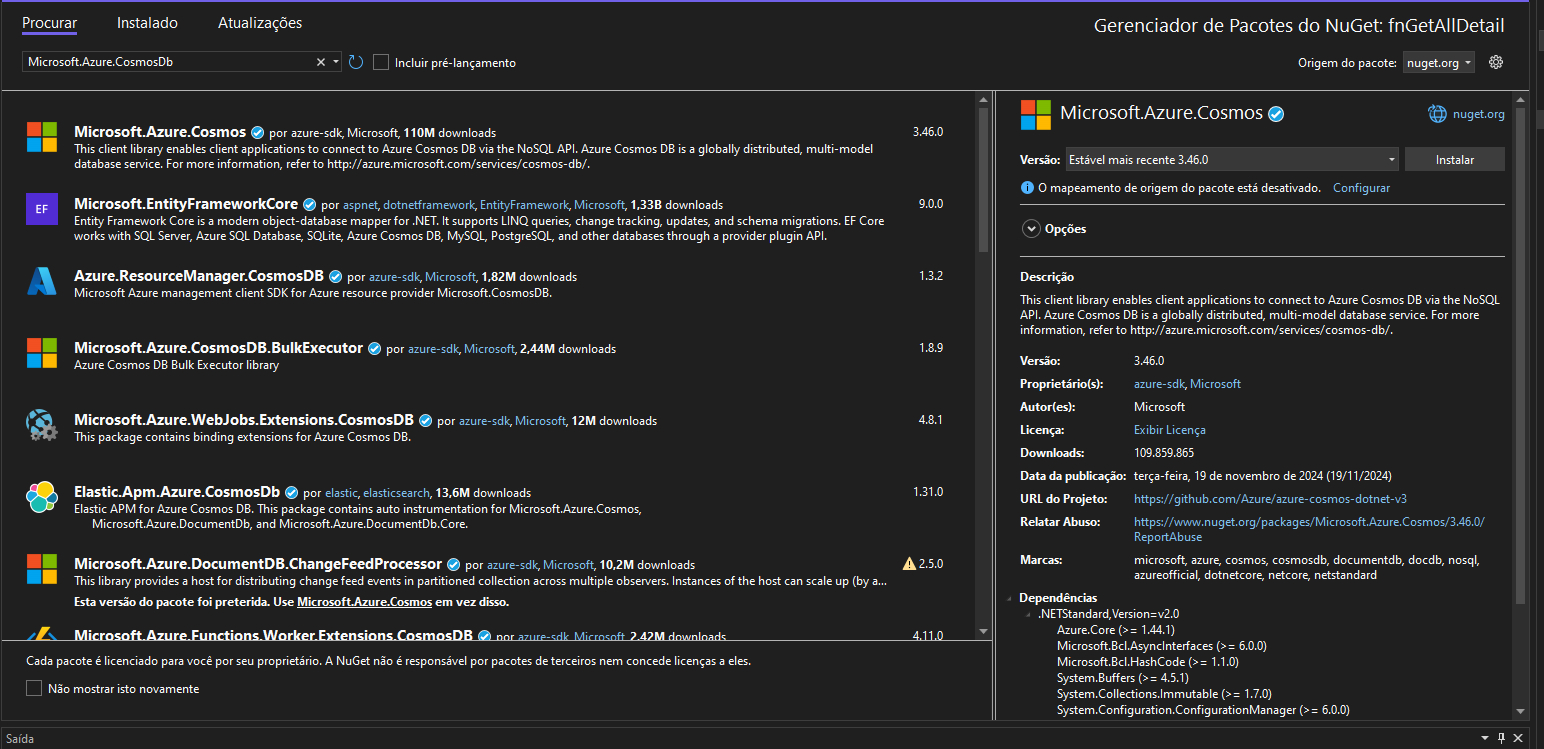 Procurar Instalado Atualizações
Gerenciador de Pacotes do NuGet: fnGetAllDetail
Microsoft.Azure.CosmosDb
Incluir pré-lançamento
Origem do pacote: nuget.org
Microsoft.Azure.Cosmos por azure-sdk, Microsoft, 110M downloads 3.46.0
This client library enables client applications to connect to Azure Cosmos DB via the NoSQL API. Azure Cosmos DB is a globally distributed, multi-model
database service. For more information, refer to http://azure.microsoft.com/services/cosmos-db/.
EF
Microsoft.EntityFrameworkCore por aspnet, dotnetframework, EntityFramework, Microsoft, 1,33B downloads 9.0.0
Entity Framework Core is a modern object-database mapper for .NET. It supports LINQ queries, change tracking, updates, and schema migrations. EF Core
works with SQL Server, Azure SQL Database, SQLite, Azure Cosmos DB, MySQL, PostgreSQL, and other databases through a provider plugin API.
Azure.ResourceManager.CosmosDB por azure-sdk, Microsoft, 1,82M downloads 1.3.2
Microsoft Azure management client SDK for Azure resource provider Microsoft.CosmosDB.
Microsoft.Azure.CosmosDB.BulkExecutor por azure-sdk, Microsoft, 2,44M downloads 1.8.9
Azure Cosmos DB Bulk Executor library
Microsoft.Azure.WebJobs.Extensions.CosmosDB por azure-sdk, Microsoft, 12M downloads 4.8.1
This package contains binding extensions for Azure Cosmos DB.
Elastic.Apm.Azure.CosmosDb por elastic, elasticsearch, 13,6M downloads 1.31.0
Elastic APM for Azure Cosmos DB. This package contains auto instrumentation for Microsoft.Azure.Cosmos,
Microsoft.Azure.DocumentDb, and Microsoft.Azure.DocumentDb.Core.
Microsoft.Azure.DocumentDB.ChangeFeedProcessor por azure-sdk, Microsoft, 10,2M downloads 2.5.0
This library provides a host for distributing change feed events in partitioned collection across multiple observers. Instances of the host can scale up (by a...
Esta versão do pacote foi preterida. Use Microsoft.Azure.Cosmos em vez disso.
Microsoft.Azure.Functions.Worker.Extensions.CosmosDB por azure-sdk, Microsoft, 2,42M downloads 4.11.0
Cada pacote é licenciado para você por seu proprietário. A NuGet não é responsável por pacotes de terceiros nem concede licenças a eles.
Não mostrar isto novamente
Microsoft.Azure.Cosmos nuget.org
Versão: Estável mais recente 3.46.0 Instalar
O mapeamento de origem do pacote está desativado. Configurar
Opções
Descrição
This client library enables client applications to connect to Azure Cosmos DB via the NoSQL
API. Azure Cosmos DB is a globally distributed, multi-model database service. For more
information, refer to http://azure.microsoft.com/services/cosmos-db/.
Versão: 3.46.0
Proprietário(s): azure-sdk, Microsoft
Autor(es): Microsoft
Licença: Exibir Licença
Downloads: 109.859.865
Data da publicação: terça-feira, 19 de novembro de 2024 (19/11/2024)
URL do Projeto: https://github.com/Azure/azure-cosmos-dotnet-v3
Relatar Abuso: https://www.nuget.org/packages/Microsoft.Azure.Cosmos/3.46.0/
ReportAbuse
Marcas: microsoft, azure, cosmos, cosmosdb, documentdb, docdb, nosql,
azureofficial, dotnetcore, netcore, netstandard
Dependências
.NETStandard,Version=v2.0
Azure.Core (>= 1.44.1)
Microsoft.Bcl.AsyncInterfaces (>= 6.0.0)
Microsoft.Bcl.HashCode (>= 1.1.0)
System.Buffers (>= 4.5.1)
System.Collections.Immutable (>= 1.7.0)
System.Configuration.ConfigurationManager (>= 6.0.0)
Saída